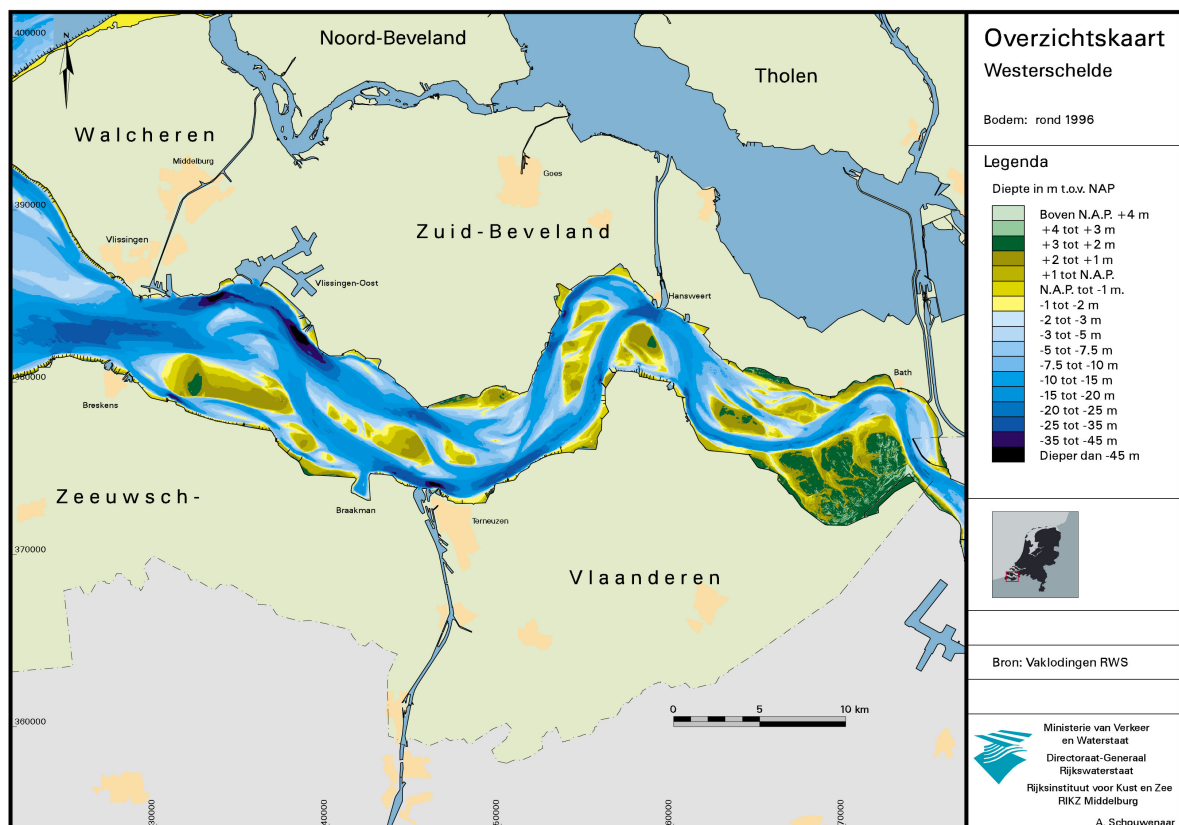 400000
N
Noord-Beveland
Tholen
Walcheren
Middelburg
Goes
390000
Zuid-Beveland
Vlissingen
Vlissingen-Oost
Hansweert
380000
Bath
Breskens
Zeeuwsch-
Braakman
Terneuzen
370000
Vlaanderen
0 5 10 km
360000
Overzichtskaart
Westerschelde
Bodem: rond 1996
Legenda
Diepte in m t.o.v. NAP
Boven N.A.P. +4 m
+4 tot +3 m
+3 tot +2 m
+2 tot +1 m
+1 tot N.A.P.
N.A.P. tot -1 m.
-1 tot -2 m
-2 tot -3 m
-3 tot -5 m
-5 tot -7.5 m
-7.5 tot -10 m
-10 tot -15 m
-15 tot -20 m
-20 tot -25 m
-25 tot -35 m
-35 tot -45 m
Dieper dan -45 m
Bron: Vaklodingen RWS
Ministerie van Verkeer
en Waterstaat
Directoraat-Generaal
Rijkswaterstaat
Rijksinstituut voor Kust en Zee
RIKZ Middelburg
A. Schouwenaar